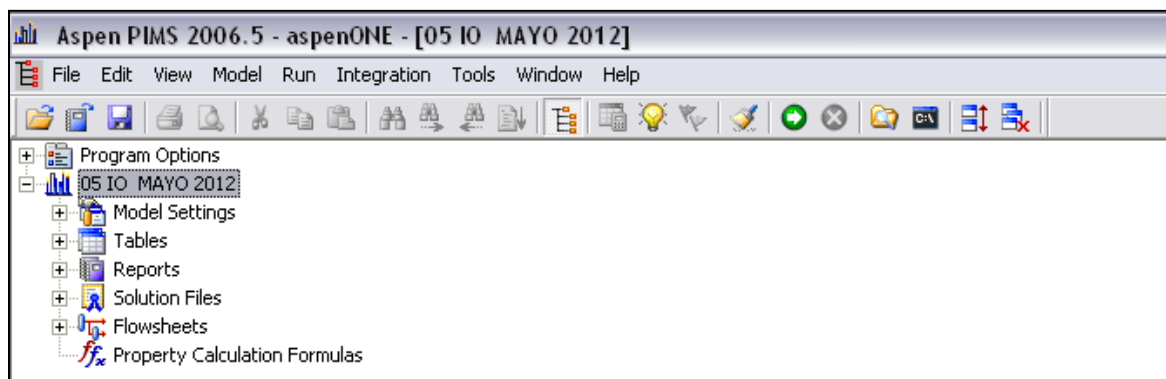 Aspen PIMS 2006.5 - aspenONE - [05 IO  MAYO 2012]
File Edit View Model Run Integration Tools Window Help
C:\
Program Options
05 IO  MAYO 2012
Model Settings
Tables
Reports
Solution Files
Flowsheets
fx Property Calculation Formulas